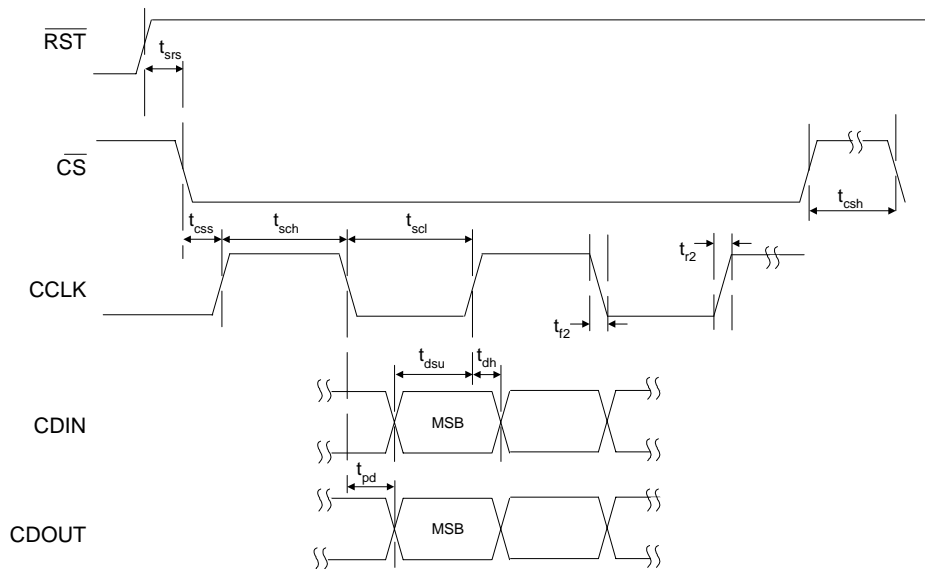 RST
t_srs
CS
t_csh
t_css
t_sch
t_scl
t_r2
CCLK
t_f2
t_dsu
t_dh
CDIN
MSB
t_pd
CDOUT
MSB